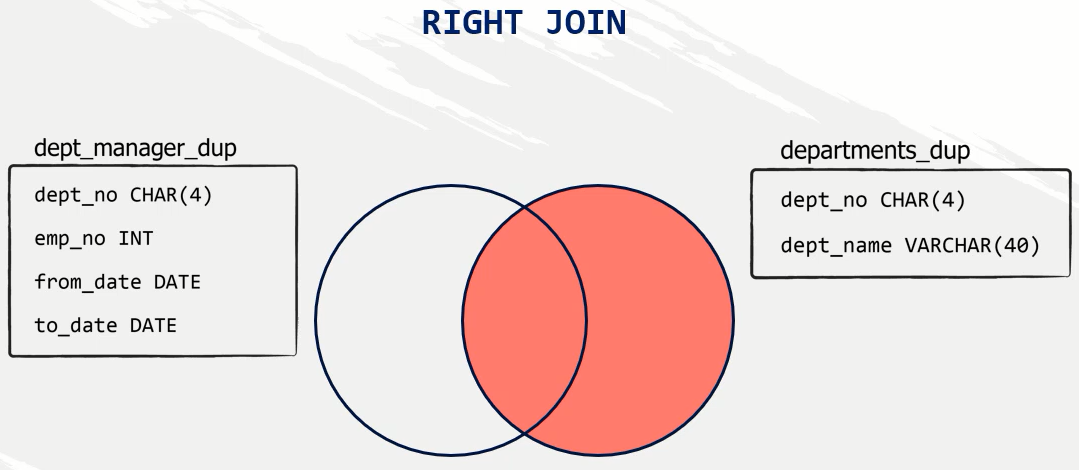 RIGHT JOIN
dept_manager_dup
dept_no CHAR(4)
emp_no INT
from_date DATE
to_date DATE
departments_dup
dept_no CHAR(4)
dept_name VARCHAR(40)